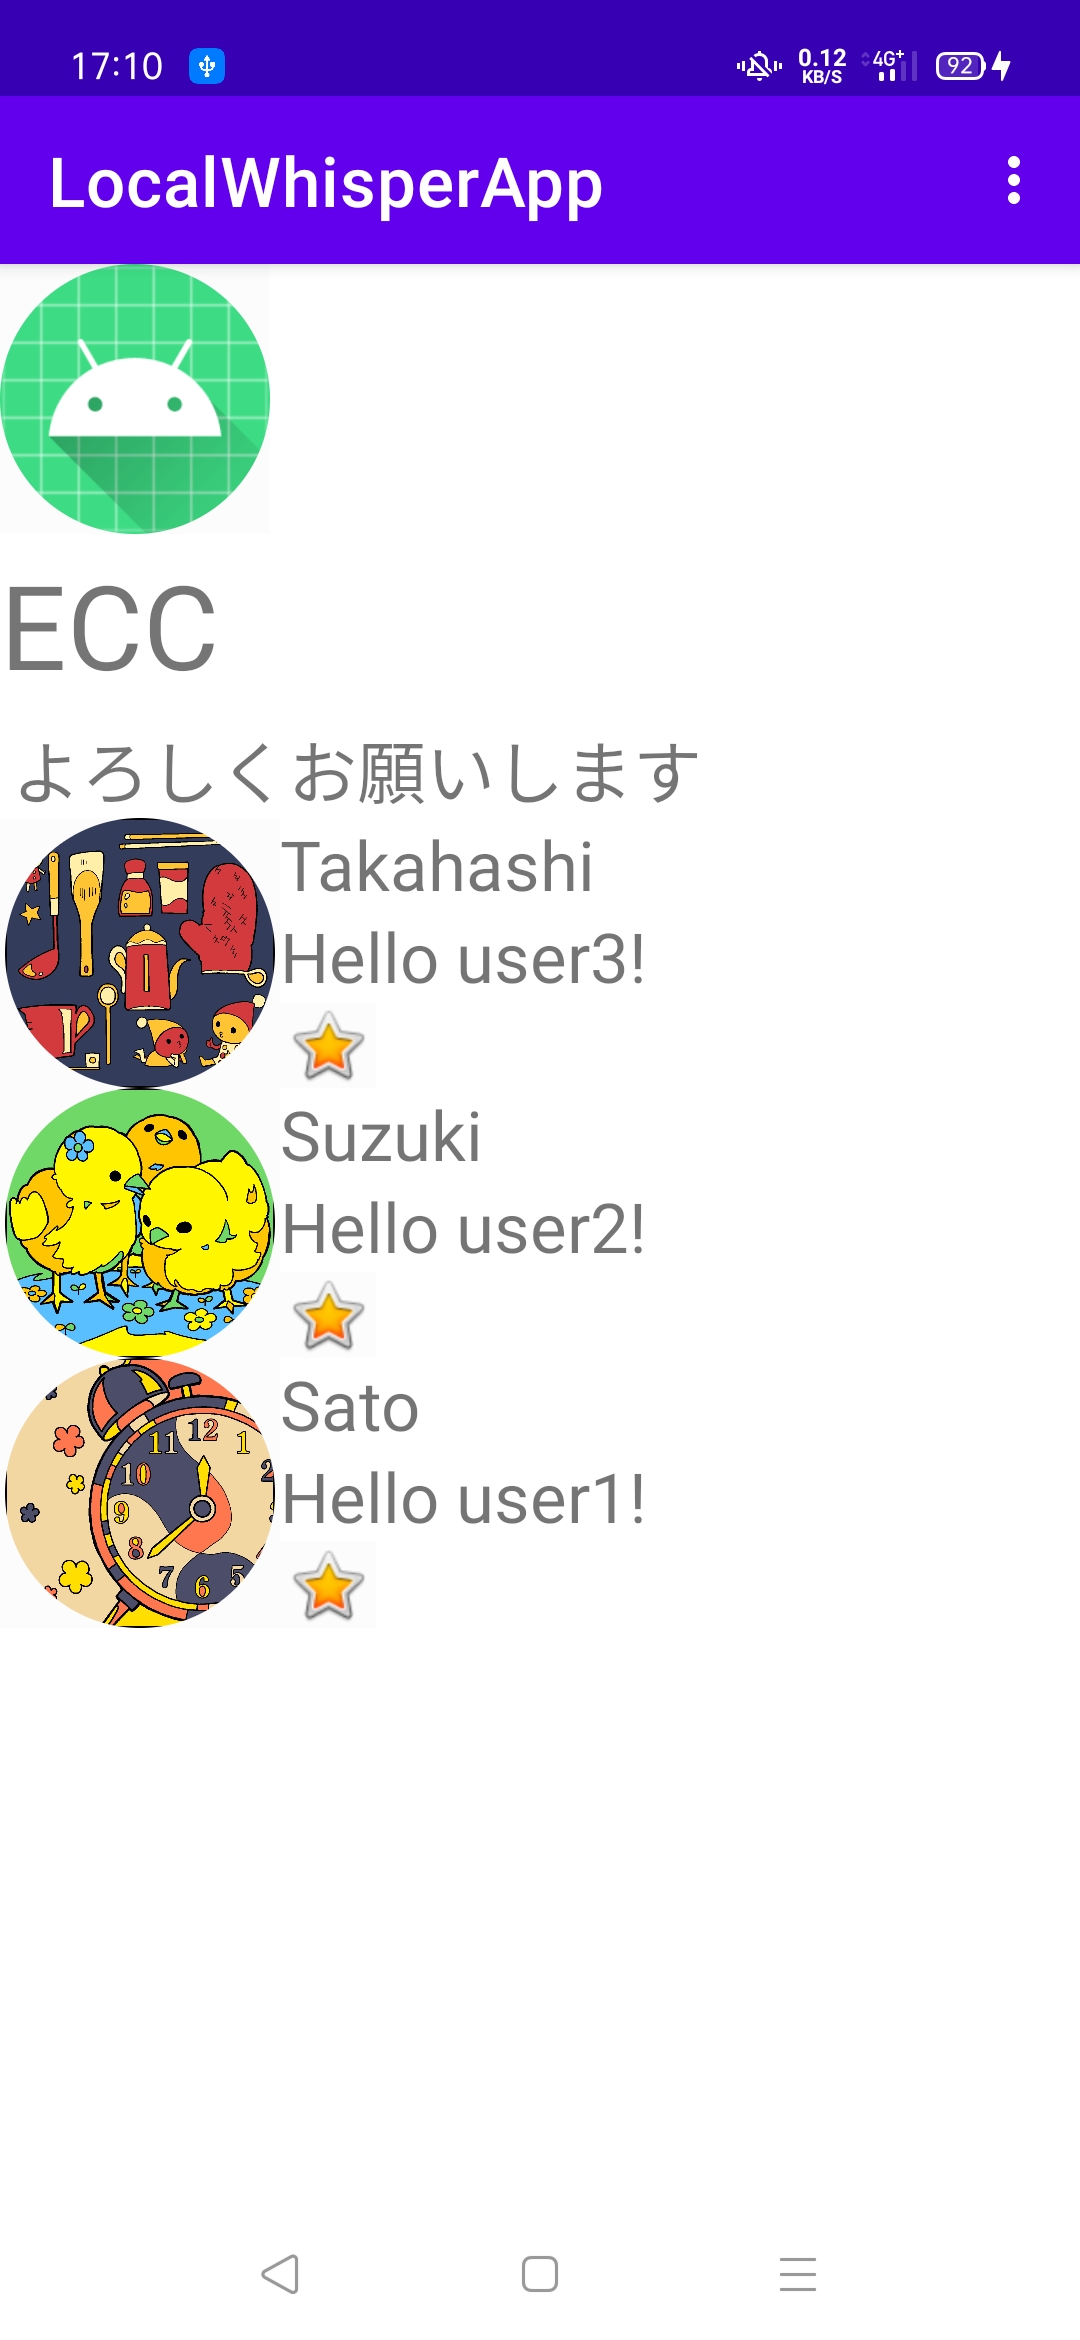 17:10
0.12
KB/S
4G+
92
LocalWhisperApp
ECC
よろしくお願いします
Takahashi
Hello user3!
Suzuki
Hello user2!
Sato
Hello user1!
11 12 1
10 2
9
8
7 6 5